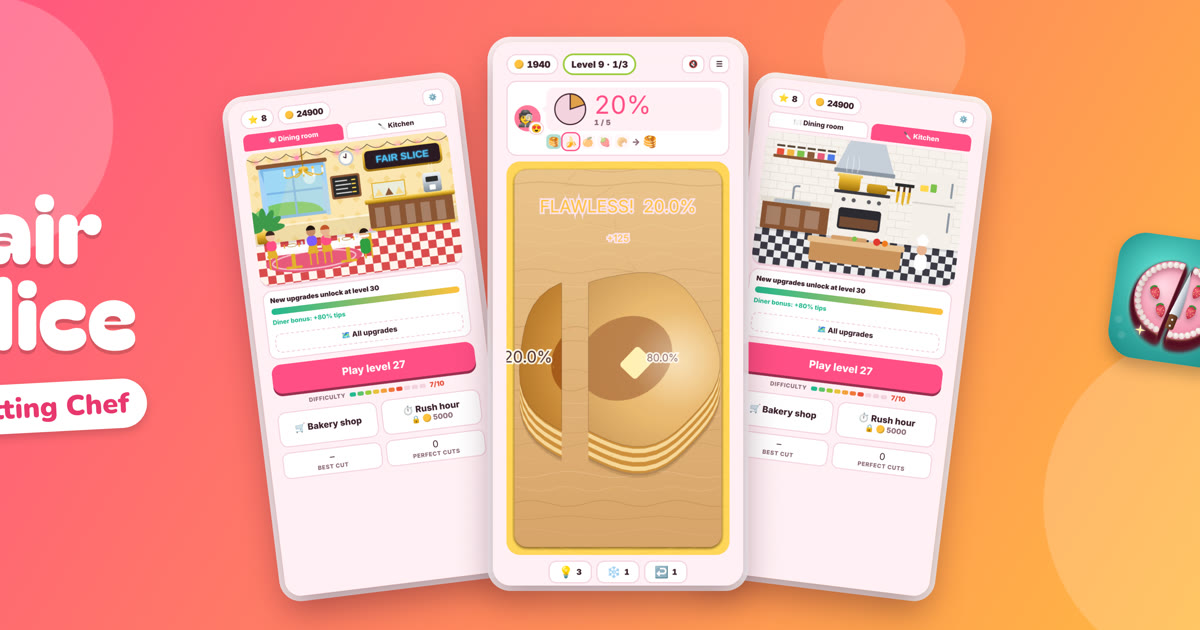 air
lice
tting Chef
8
24900
Dining room
Kitchen
FAIR SLICE
New upgrades unlock at level 30
Diner bonus: +80% tips
All upgrades
Play level 27
DIFFICULTY
7/10
Bakery shop
Rush hour
5000
–
BEST CUT
0
PERFECT CUTS
1940
Level 9 · 1/3
20%
1 / 5
FLAWLESS! 20.0%
+125
20.0%
80.0%
3
1
1
8
24900
Dining room
Kitchen
New upgrades unlock at level 30
Diner bonus: +80% tips
All upgrades
Play level 27
DIFFICULTY
7/10
Bakery shop
Rush hour
5000
–
BEST CUT
0
PERFECT CUTS